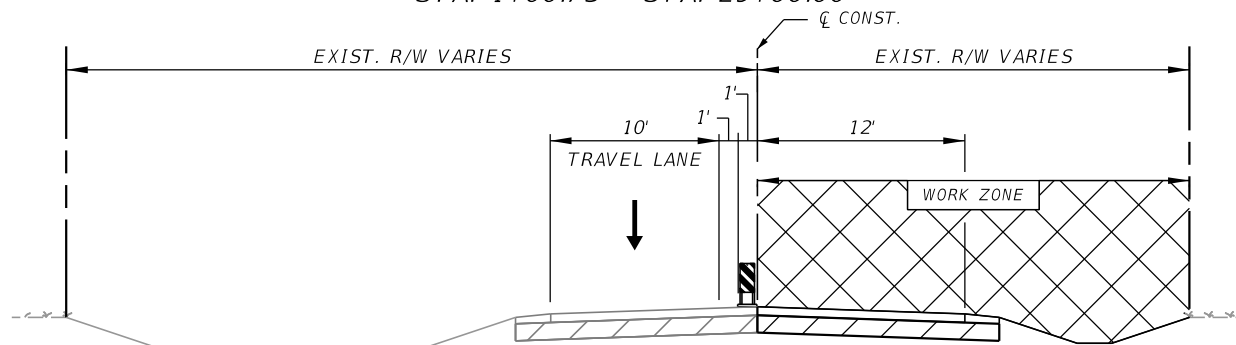 ℄ CONST.
EXIST. R/W VARIES
EXIST. R/W VARIES
1'
1'
10'
12'
TRAVEL LANE
WORK ZONE